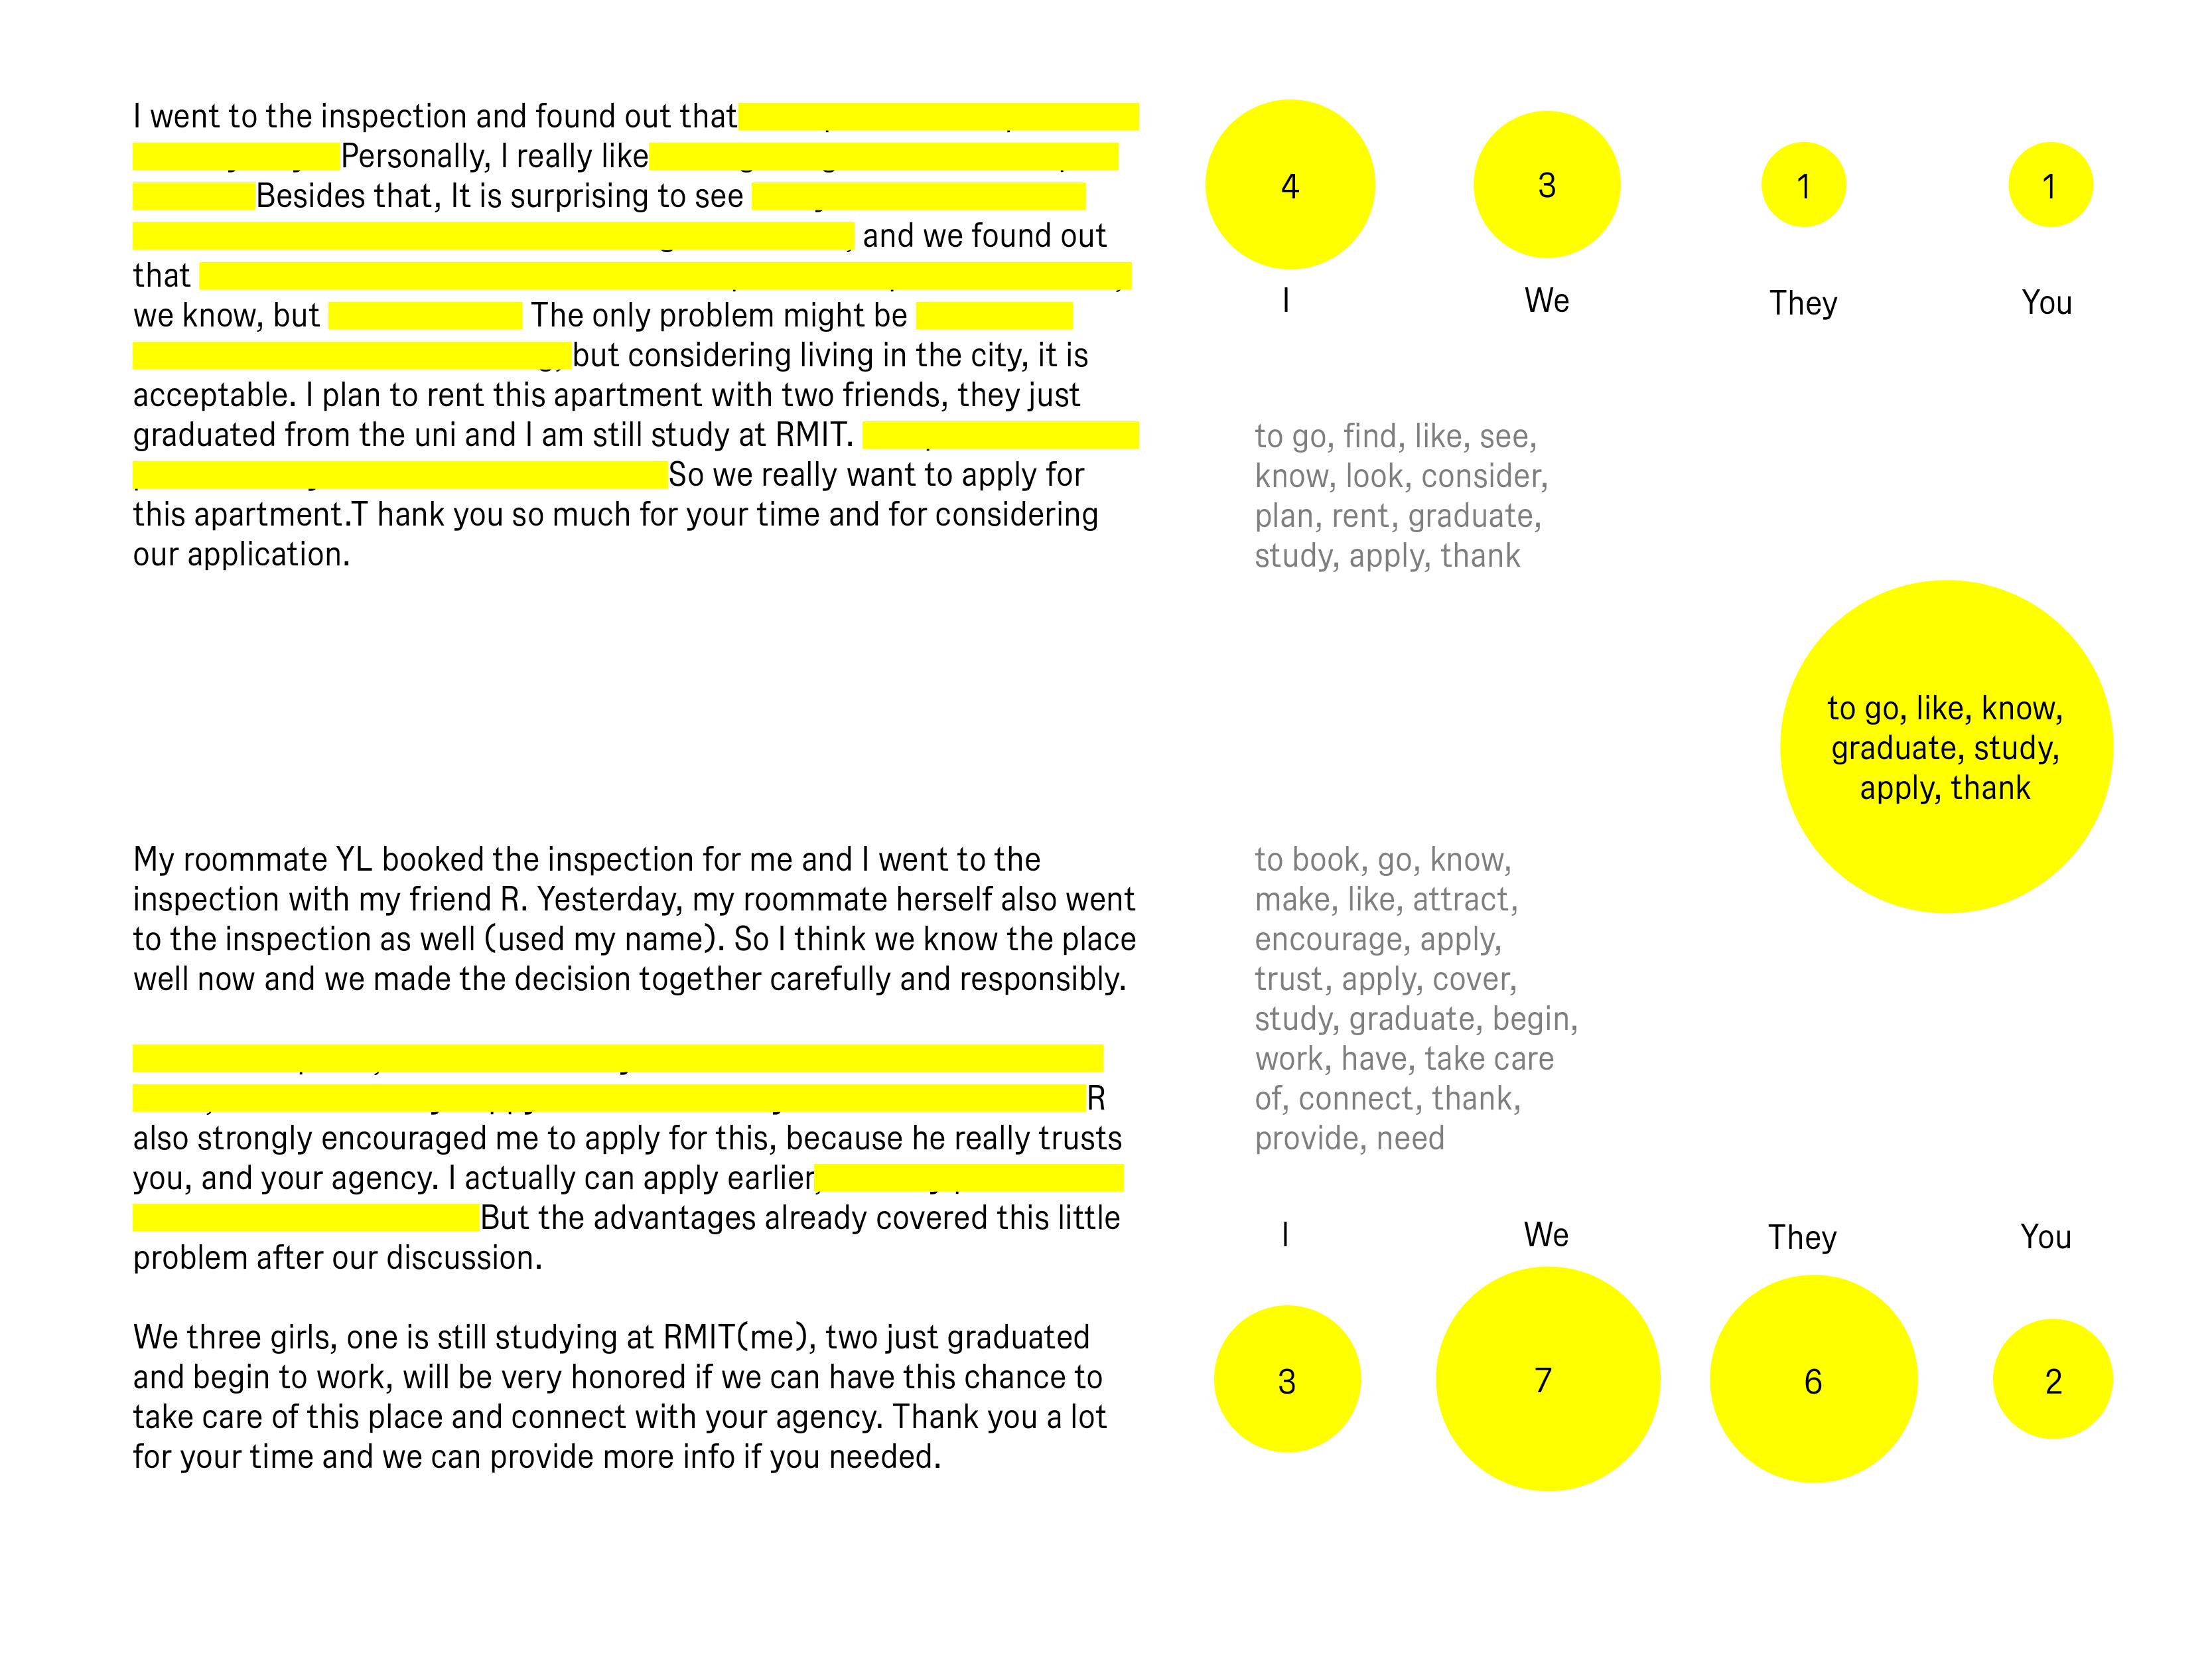 I went to the inspection and found out that
Personally, I really like
Besides that, It is surprising to see
, and we found out
that
we know, but The only problem might be
but considering living in the city, it is
acceptable. I plan to rent this apartment with two friends, they just
graduated from the uni and I am still study at RMIT.
So we really want to apply for
this apartment.T hank you so much for your time and for considering
our application.
4
3
1
1
I
We
They
You
to go, find, like, see,
know, look, consider,
plan, rent, graduate,
study, apply, thank
to go, like, know,
graduate, study,
apply, thank
My roommate YL booked the inspection for me and I went to the
inspection with my friend R. Yesterday, my roommate herself also went
to the inspection as well (used my name). So I think we know the place
well now and we made the decision together carefully and responsibly.
R
also strongly encouraged me to apply for this, because he really trusts
you, and your agency. I actually can apply earlier,
But the advantages already covered this little
problem after our discussion.
We three girls, one is still studying at RMIT(me), two just graduated
and begin to work, will be very honored if we can have this chance to
take care of this place and connect with your agency. Thank you a lot
for your time and we can provide more info if you needed.
to book, go, know,
make, like, attract,
encourage, apply,
trust, apply, cover,
study, graduate, begin,
work, have, take care
of, connect, thank,
provide, need
I
We
They
You
3
7
6
2